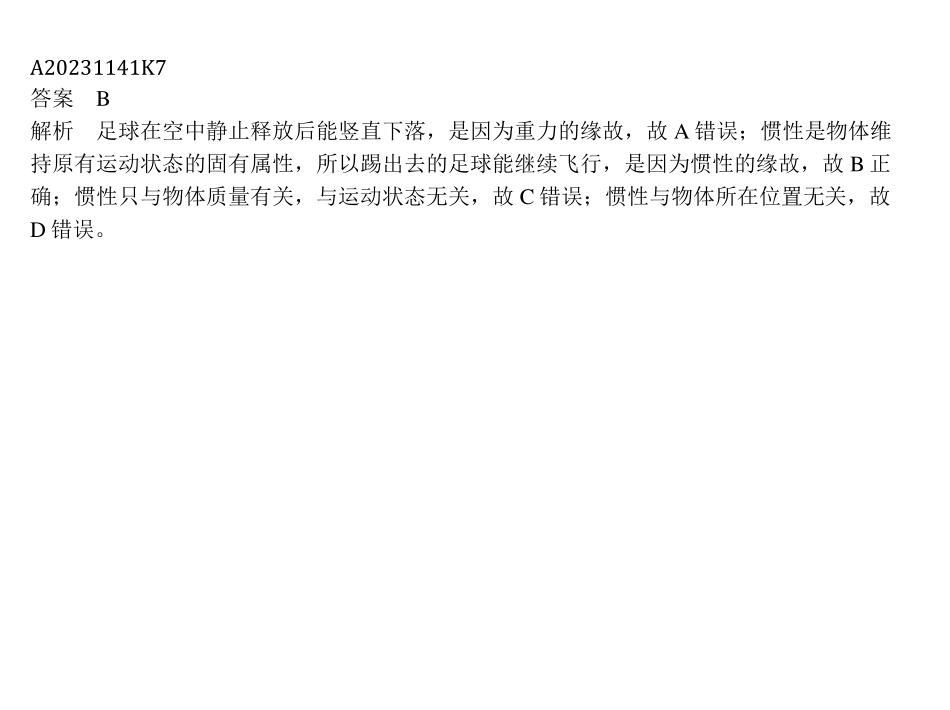 A20231141K7
答案 B
解析 足球在空中静止释放后能竖直下落，是因为重力的缘故，故 A 错误；惯性是物体维
持原有运动状态的固有属性，所以踢出去的足球能继续飞行，是因为惯性的缘故，故 B 正
确；惯性只与物体质量有关，与运动状态无关，故 C 错误；惯性与物体所在位置无关，故
D 错误。